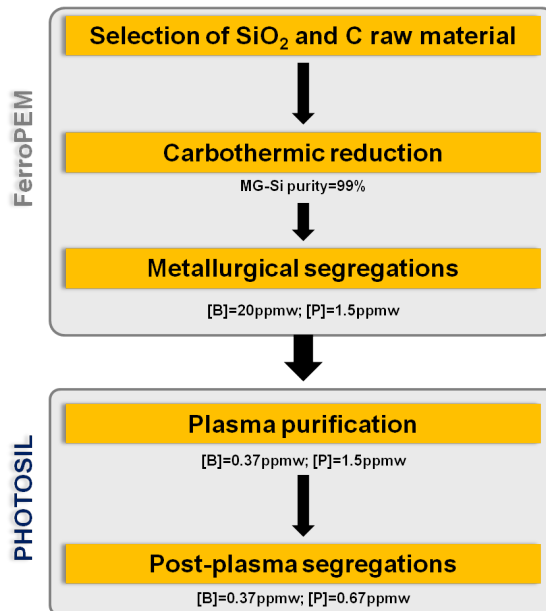 FerroPEM
Selection of SiO₂ and C raw material
Carbothermic reduction
MG-Si purity=99%
Metallurgical segregations
[B]=20ppmw; [P]=1.5ppmw
PHOTOSIL
Plasma purification
[B]=0.37ppmw; [P]=1.5ppmw
Post-plasma segregations
[B]=0.37ppmw; [P]=0.67ppmw